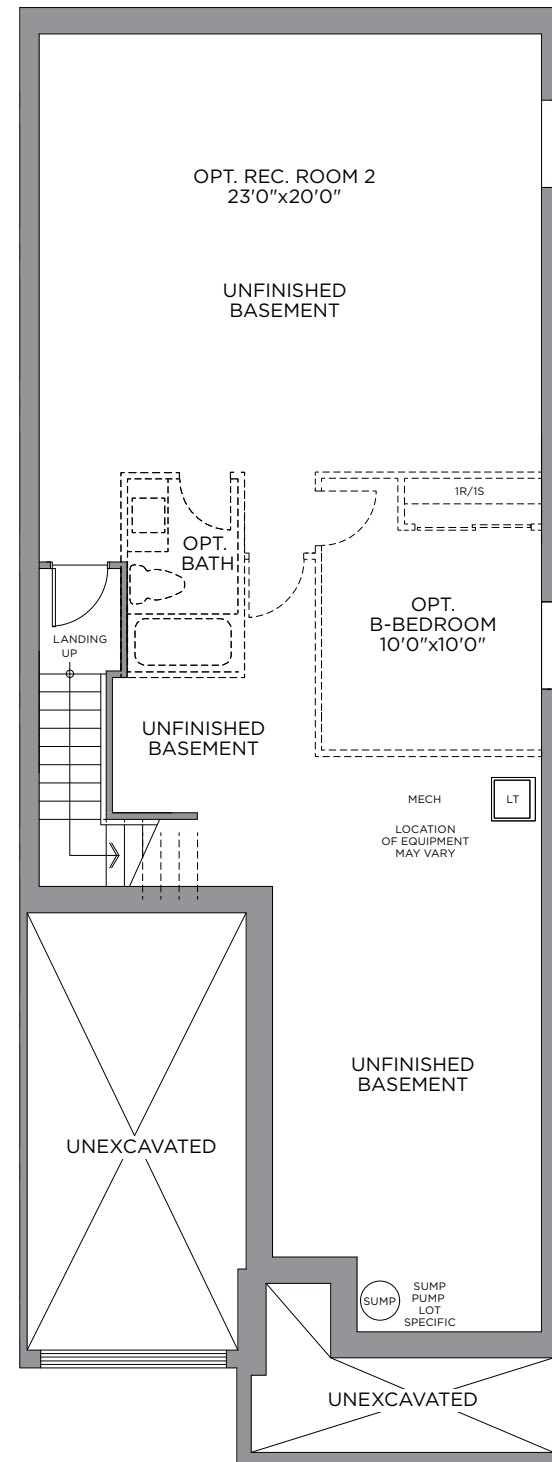 OPT. REC. ROOM 2
23'0"x20'0"
UNFINISHED
BASEMENT
1R/1S
OPT.
BATH
OPT.
B-BEDROOM
10'0"x10'0"
LANDING
UP
UNFINISHED
BASEMENT
MECH
LT
LOCATION
OF EQUIPMENT
MAY VARY
UNFINISHED
BASEMENT
UNEXCAVATED
SUMP
SUMP
PUMP
LOT
SPECIFIC
UNEXCAVATED